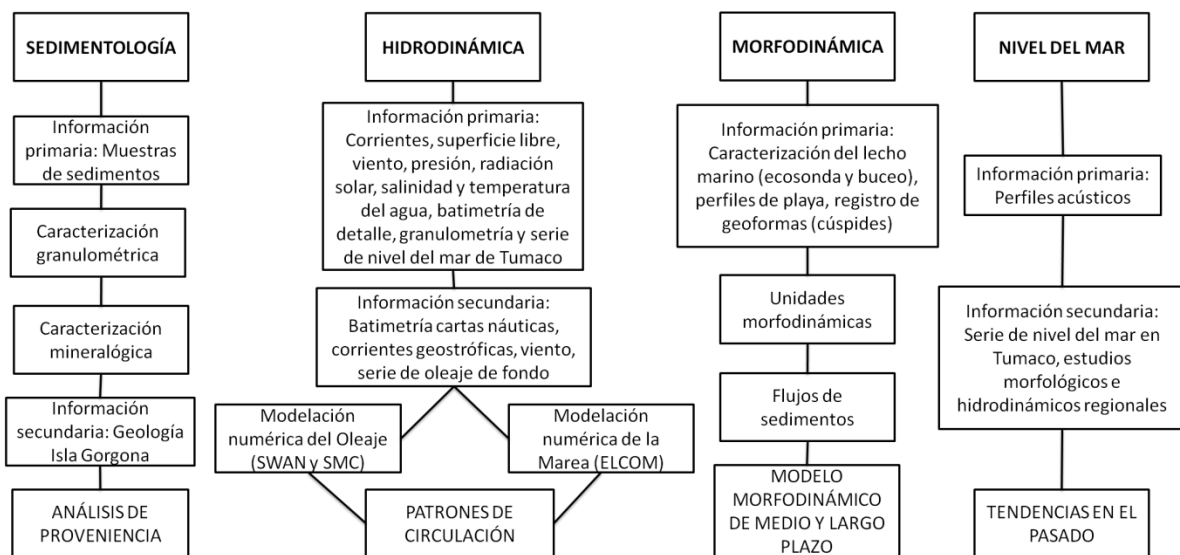 SEDIMENTOLOGÍA
Información
primaria: Muestras
de sedimentos
Caracterización
granulométrica
Caracterización
mineralógica
Información
secundaria: Geología
Isla Gorgona
ANÁLISIS DE
PROVENIENCIA
HIDRODINÁMICA
Información primaria:
Corrientes, superficie libre,
viento, presión, radiación
solar, salinidad y temperatura
del agua, batimetría de
detalle, granulometría y serie
de nivel del mar de Tumaco
Información secundaria:
Batimetría cartas náuticas,
corrientes geostróficas, viento,
serie de oleaje de fondo
Modelación
numérica del Oleaje
(SWAN y SMC)
Modelación
numérica de la
Marea (ELCOM)
PATRONES DE
CIRCULACIÓN
MORFODINÁMICA
Información primaria:
Caracterización del lecho
marino (ecosonda y buceo),
perfiles de playa, registro de
geoformas (cúspides)
Unidades
morfodinámicas
Flujos de
sedimentos
MODELO
MORFODINÁMICO
DE MEDIO Y LARGO
PLAZO
NIVEL DEL MAR
Información primaria:
Perfiles acústicos
Información secundaria:
Serie de nivel del mar en
Tumaco, estudios
morfológicos e
hidrodinámicos regionales
TENDENCIAS EN EL
PASADO